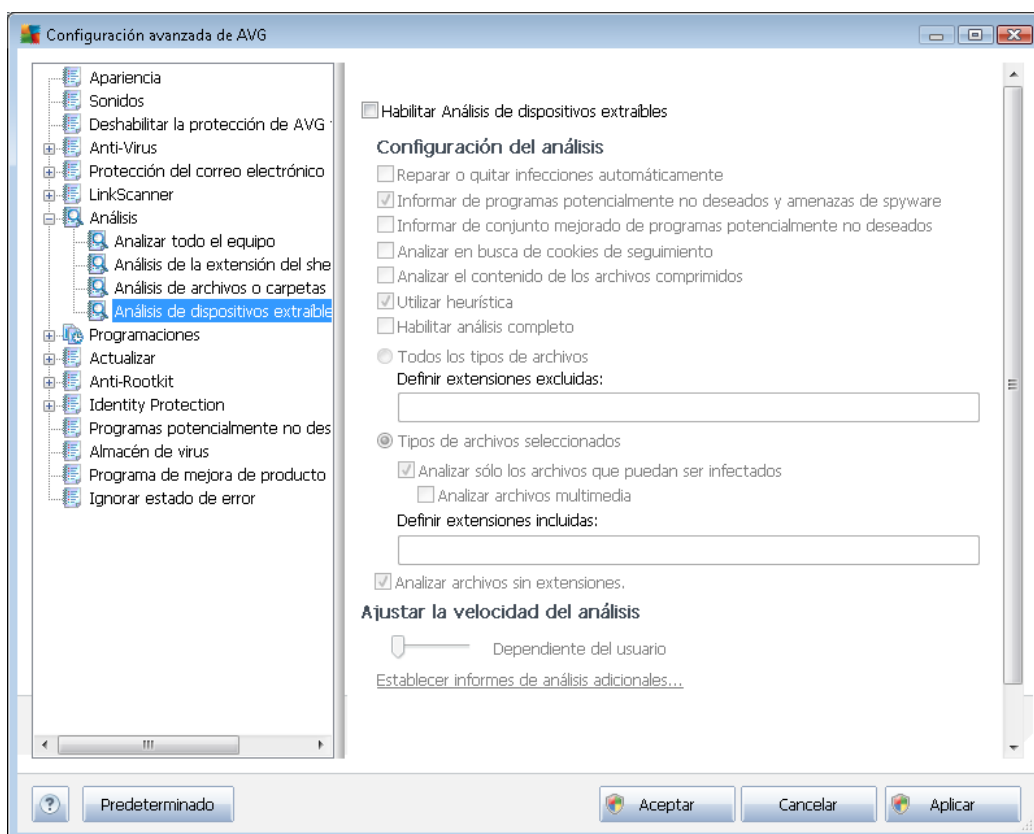 Configuración avanzada de AVG
Apariencia
Sonidos
Deshabilitar la protección de AVG
Anti-Virus
Protección del correo electrónico
LinkScanner
Análisis
Analizar todo el equipo
Análisis de la extensión del she
Análisis de archivos o carpetas
Análisis de dispositivos extraíble
Programaciones
Actualizar
Anti-Rootkit
Identity Protection
Programas potencialmente no des
Almacén de virus
Programa de mejora de producto
Ignorar estado de error
Habilitar Análisis de dispositivos extraíbles
Configuración del análisis
Reparar o quitar infecciones automáticamente
Informar de programas potencialmente no deseados y amenazas de spyware
Informar de conjunto mejorado de programas potencialmente no deseados
Analizar en busca de cookies de seguimiento
Analizar el contenido de los archivos comprimidos
Utilizar heurística
Habilitar análisis completo
Todos los tipos de archivos
Definir extensiones excluidas:
Tipos de archivos seleccionados
Analizar sólo los archivos que puedan ser infectados
Analizar archivos multimedia
Definir extensiones incluidas:
Analizar archivos sin extensiones.
Ajustar la velocidad del análisis
Dependiente del usuario
Establecer informes de análisis adicionales...
?
Predeterminado
Aceptar
Cancelar
Aplicar